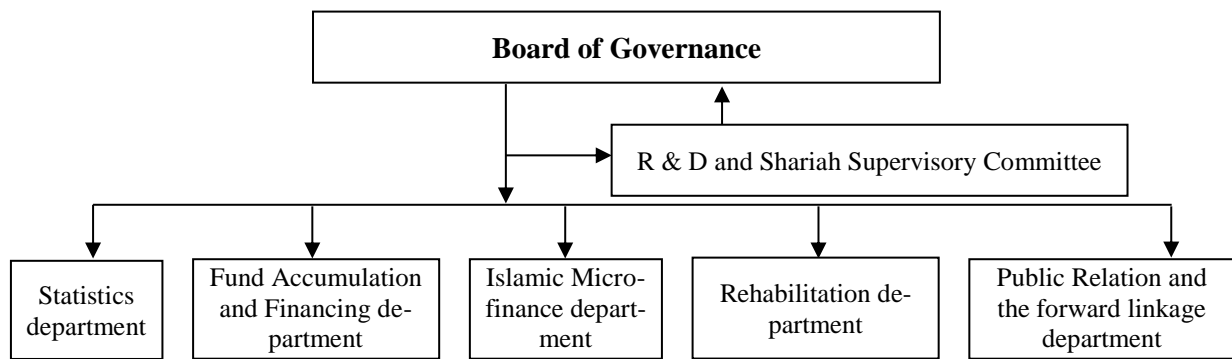 Board of Governance
R & D and Shariah Supervisory Committee
Statistics
department
Fund Accumulation
and Financing de-
partment
Islamic Micro-
finance depart-
ment
Rehabilitation de-
partment
Public Relation and
the forward linkage
department